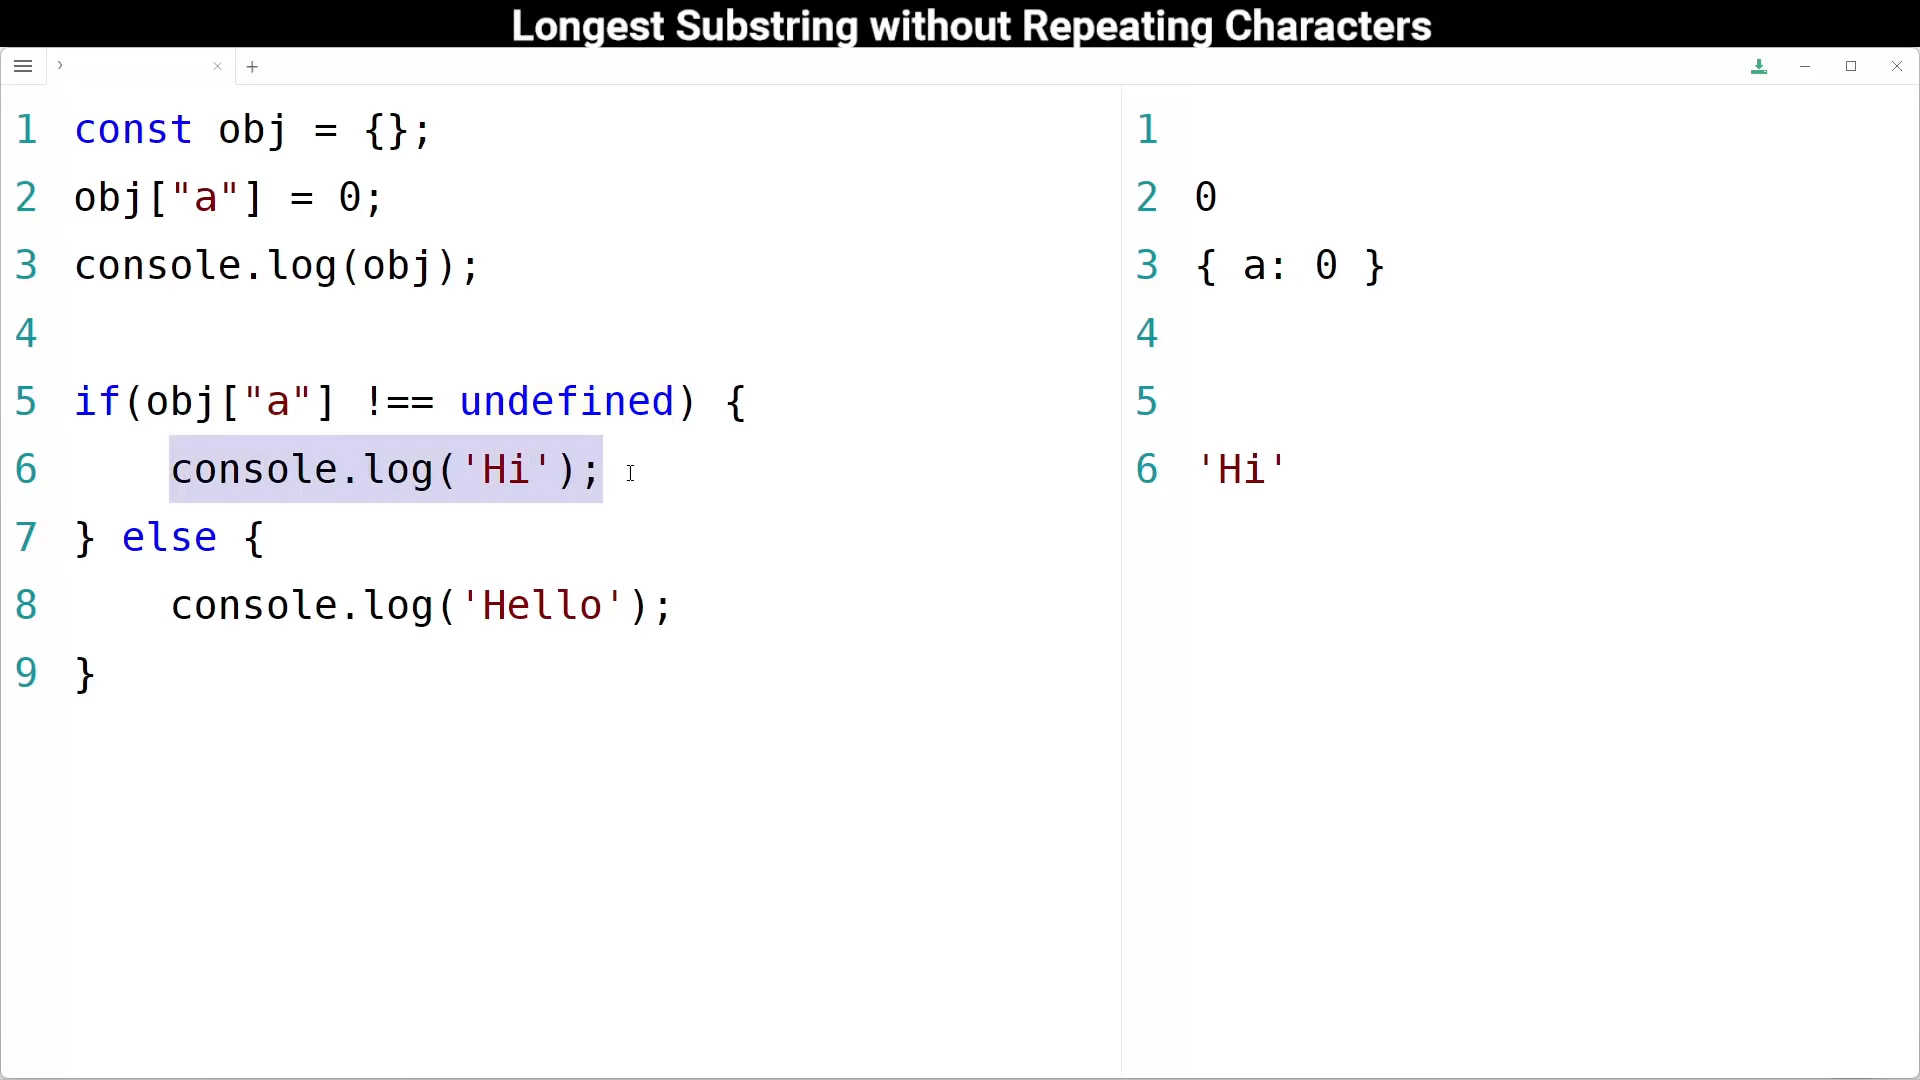 Longest Substring without Repeating Characters
1 const obj = {};
2 obj["a"] = 0;
3 console.log(obj);
4
5 if(obj["a"] !== undefined) {
6     console.log('Hi');
7 } else {
8     console.log('Hello');
9 }
1
2 0
3 { a: 0 }
4
5
6 'Hi'